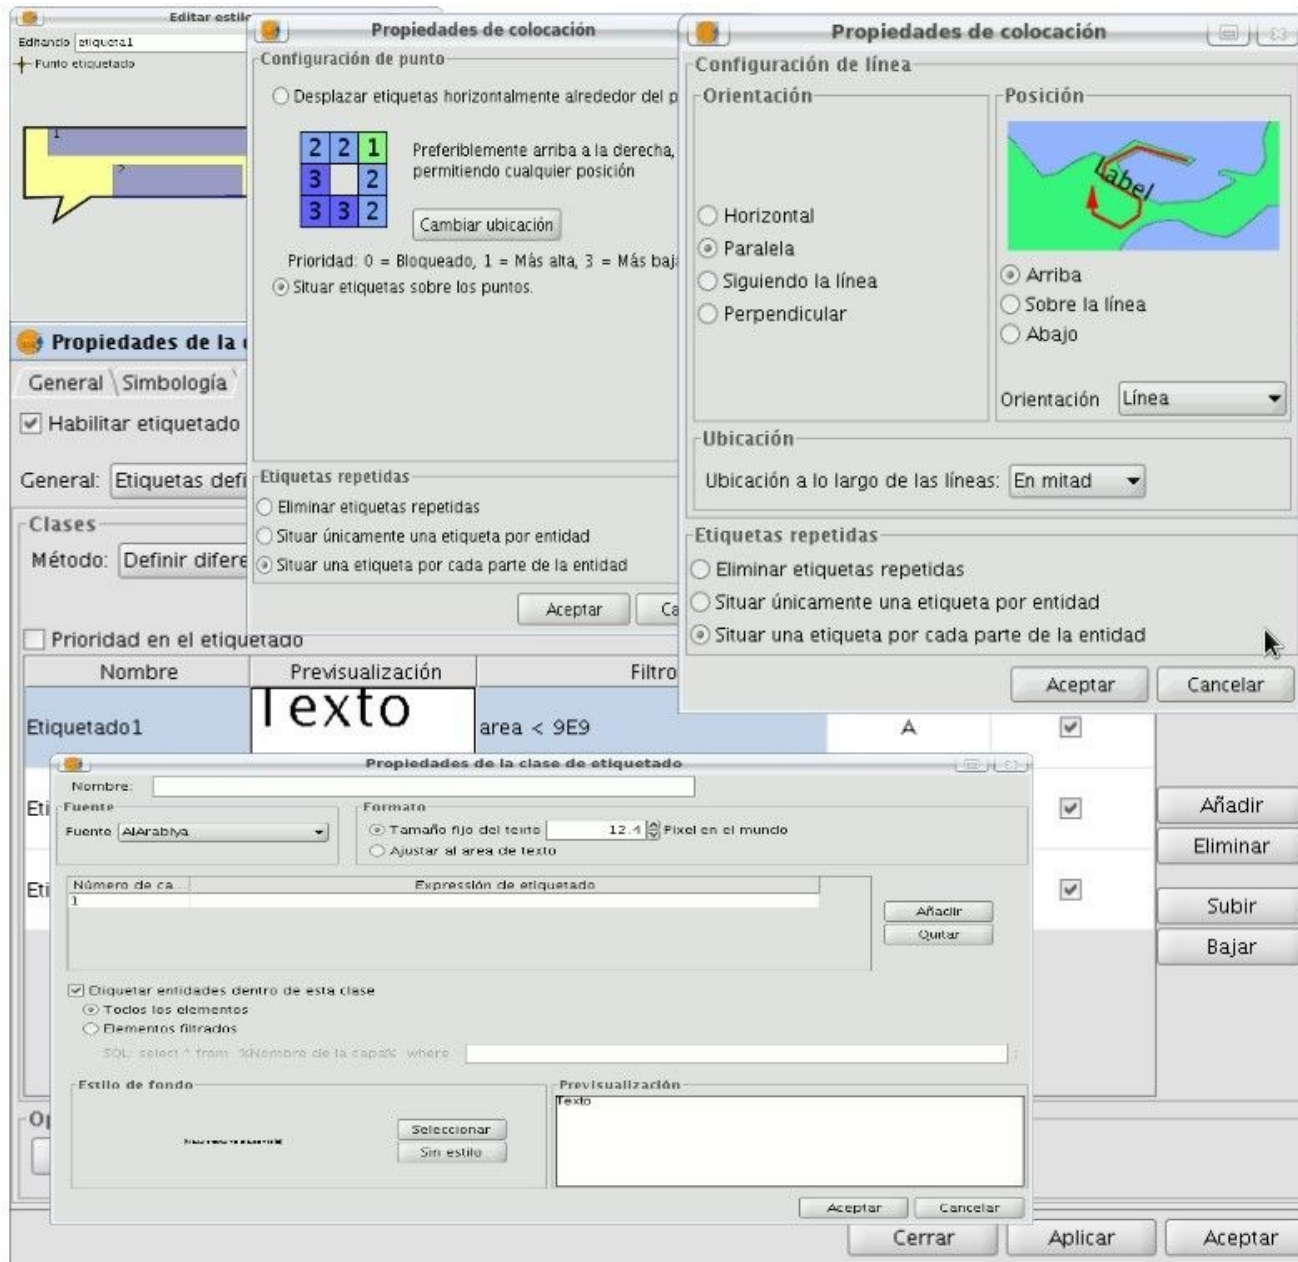 Editar estilo
Editando etiqueta1
Punto etiquetado
1
2
Propiedades de colocación
Configuración de punto
Desplazar etiquetas horizontalmente alrededor del p
2 2 1
3 2
3 3 2
Preferiblemente arriba a la derecha,
permitiendo cualquier posición
Cambiar ubicación
Prioridad: 0 = Bloqueado, 1 = Más alta, 3 = Más baj
Situar etiquetas sobre los puntos.
Etiquetas repetidas
Eliminar etiquetas repetidas
Situar únicamente una etiqueta por entidad
Situar una etiqueta por cada parte de la entidad
Aceptar Ca
Propiedades de colocación
Configuración de línea
Orientación
Horizontal
Paralela
Siguiendo la línea
Perpendicular
Posición
Label
Arriba
Sobre la línea
Abajo
Orientación Línea
Ubicación
Ubicación a lo largo de las líneas: En mitad
Etiquetas repetidas
Eliminar etiquetas repetidas
Situar únicamente una etiqueta por entidad
Situar una etiqueta por cada parte de la entidad
Aceptar Cancelar
Propiedades de la
General Simbología
Habilitar etiquetado
General: Etiquetas defi
Clases
Método: Definir difere
Prioridad en el etiquetado
Nombre Previsualización Filtro
Etiquetado1 Texto area < 9E9 A
Eti
Eti
Añadir
Eliminar
Subir
Bajar
Op
Propiedades de la clase de etiquetado
Nombre:
Fuente
Fuente AlArabiya
Formato
Tamaño fijo del texto 12.4 Pixel en el mundo
Ajustar al area de texto
Número de ca... Expresión de etiquetado
1
Añadir
Quitar
Etiquetar entidades dentro de esta clase
Todos los elementos
Elementos filtrados
SQL: select * from %Nombre de la capa% where ;
Estilo de fondo
Seleccionar
Sin estilo
Previsualización
Texto
Aceptar Cancelar
Cerrar Aplicar Aceptar